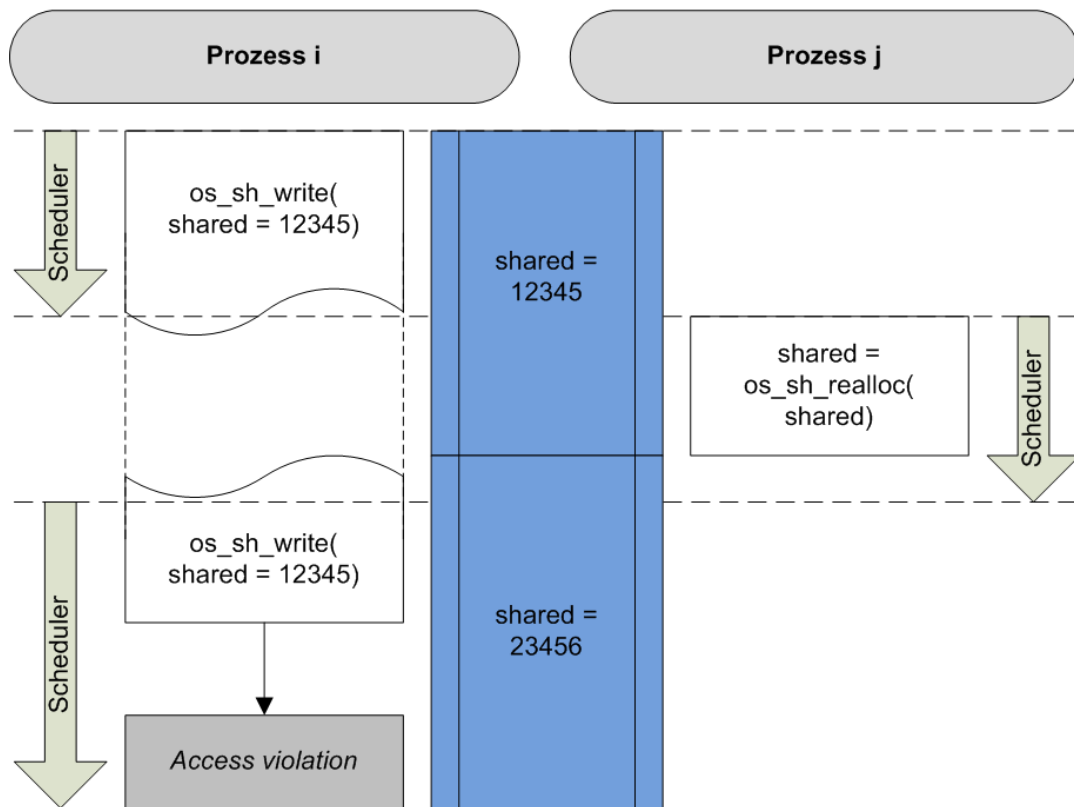 Prozess i
Prozess j
Scheduler
os_sh_write(
shared = 12345)
shared =
12345
shared =
os_sh_realloc(
shared)
Scheduler
Scheduler
os_sh_write(
shared = 12345)
shared =
23456
Access violation